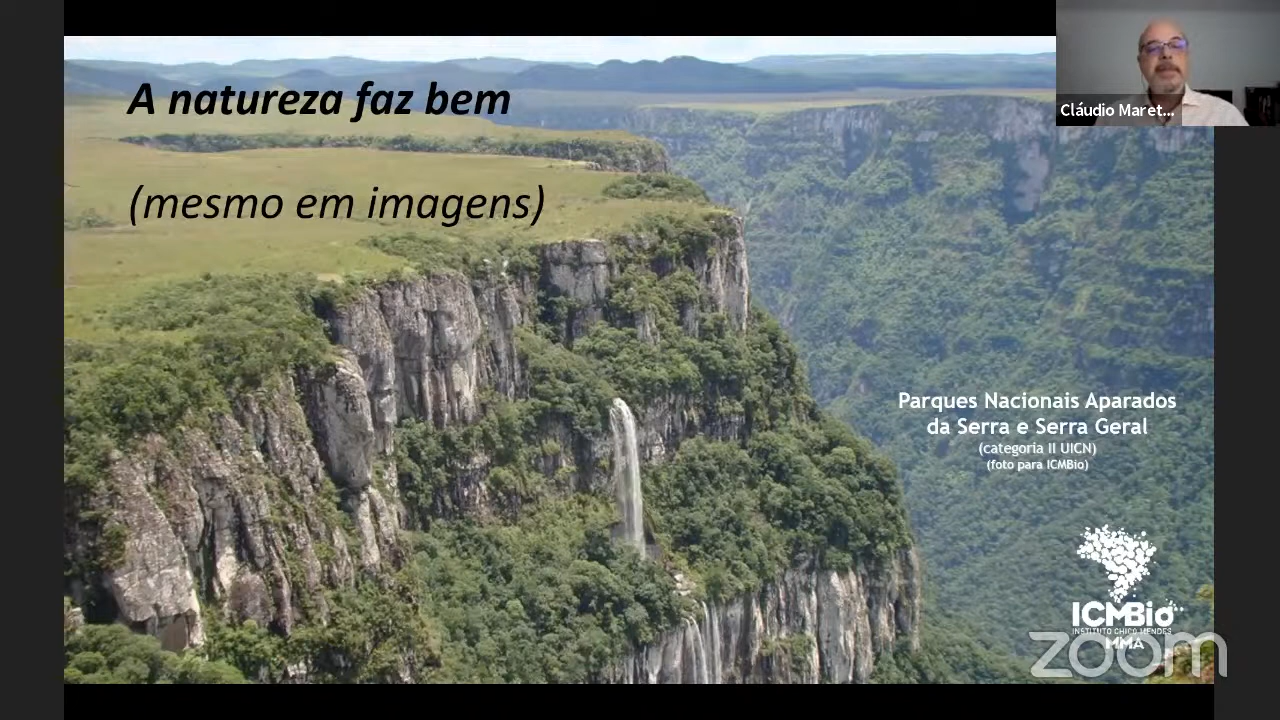 A natureza faz bem
(mesmo em imagens)
Cláudio Maret...
Parques Nacionais Aparados
da Serra e Serra Geral
(categoria II UICN)
(foto para ICMBio)
ICMBio
INSTITUTO CHICO MENDES
MMA
zoom